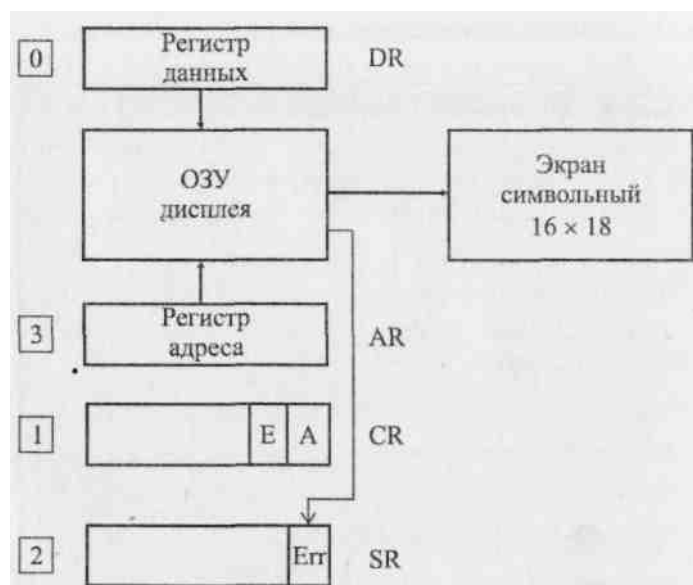 0
Регистр
данных
DR
ОЗУ
дисплея
Экран
символьный
16 × 18
3
Регистр
адреса
AR
1
E
A
CR
2
Err
SR